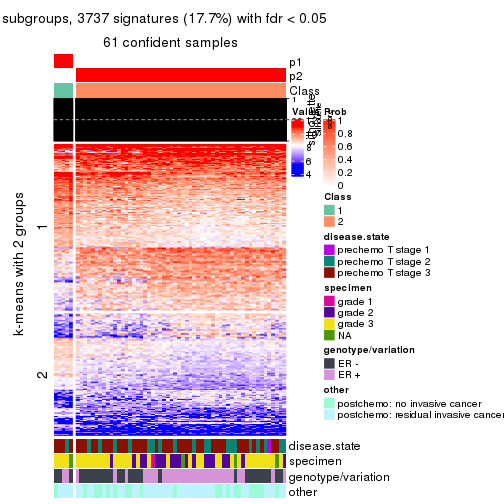 subgroups, 3737 signatures (17.7%) with fdr < 0.05
61 confident samples
p1
p2
Class
1
Value
Prob
1
0.8
0.6
0.4
0.2
0
8
6
4
Class
1
2
disease.state
prechemo T stage 1
prechemo T stage 2
prechemo T stage 3
specimen
grade 1
grade 2
grade 3
NA
genotype/variation
ER -
ER +
other
postchemo: no invasive cancer
postchemo: residual invasive cancer
k-means with 2 groups
1
2
disease.state
specimen
genotype/variation
other